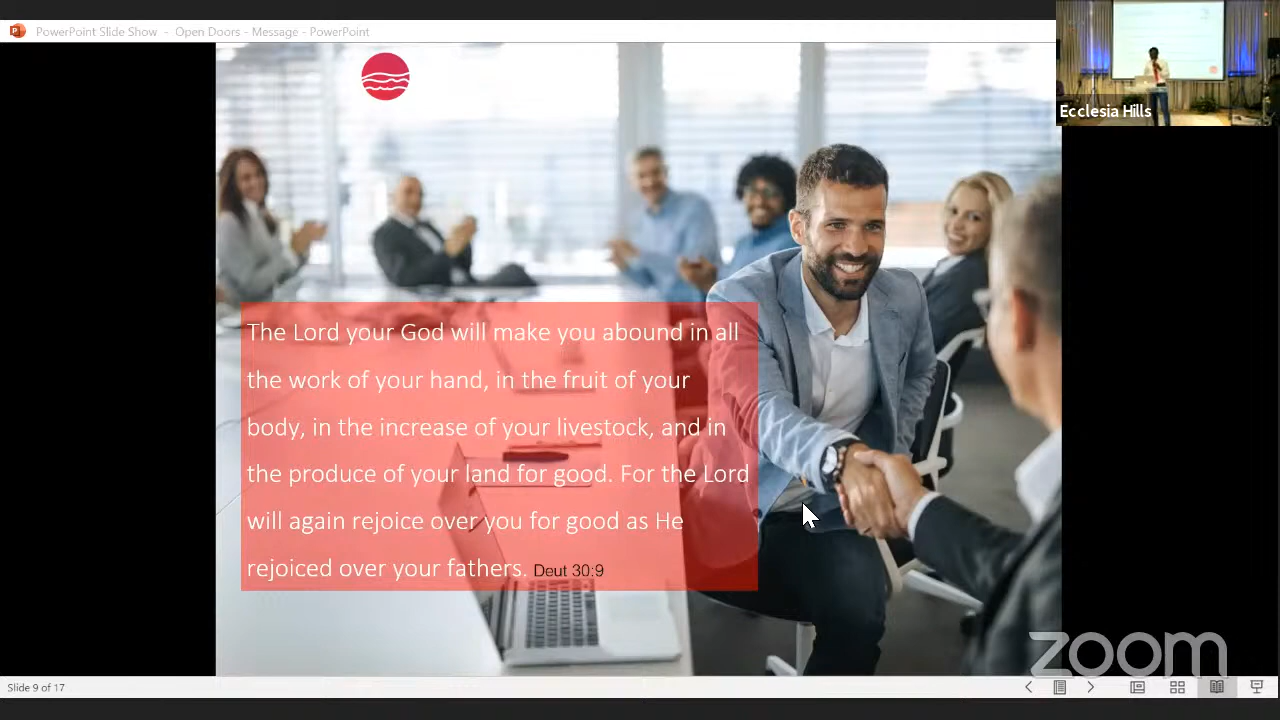 PowerPoint Slide Show - Open Doors - Message - PowerPoint
Ecclesia Hills
The Lord your God will make you abound in all
the work of your hand, in the fruit of your
body, in the increase of your livestock, and in
the produce of your land for good. For the Lord
will again rejoice over you for good as He
rejoiced over your fathers. Deut 30:9
zoom
Slide 9 of 17